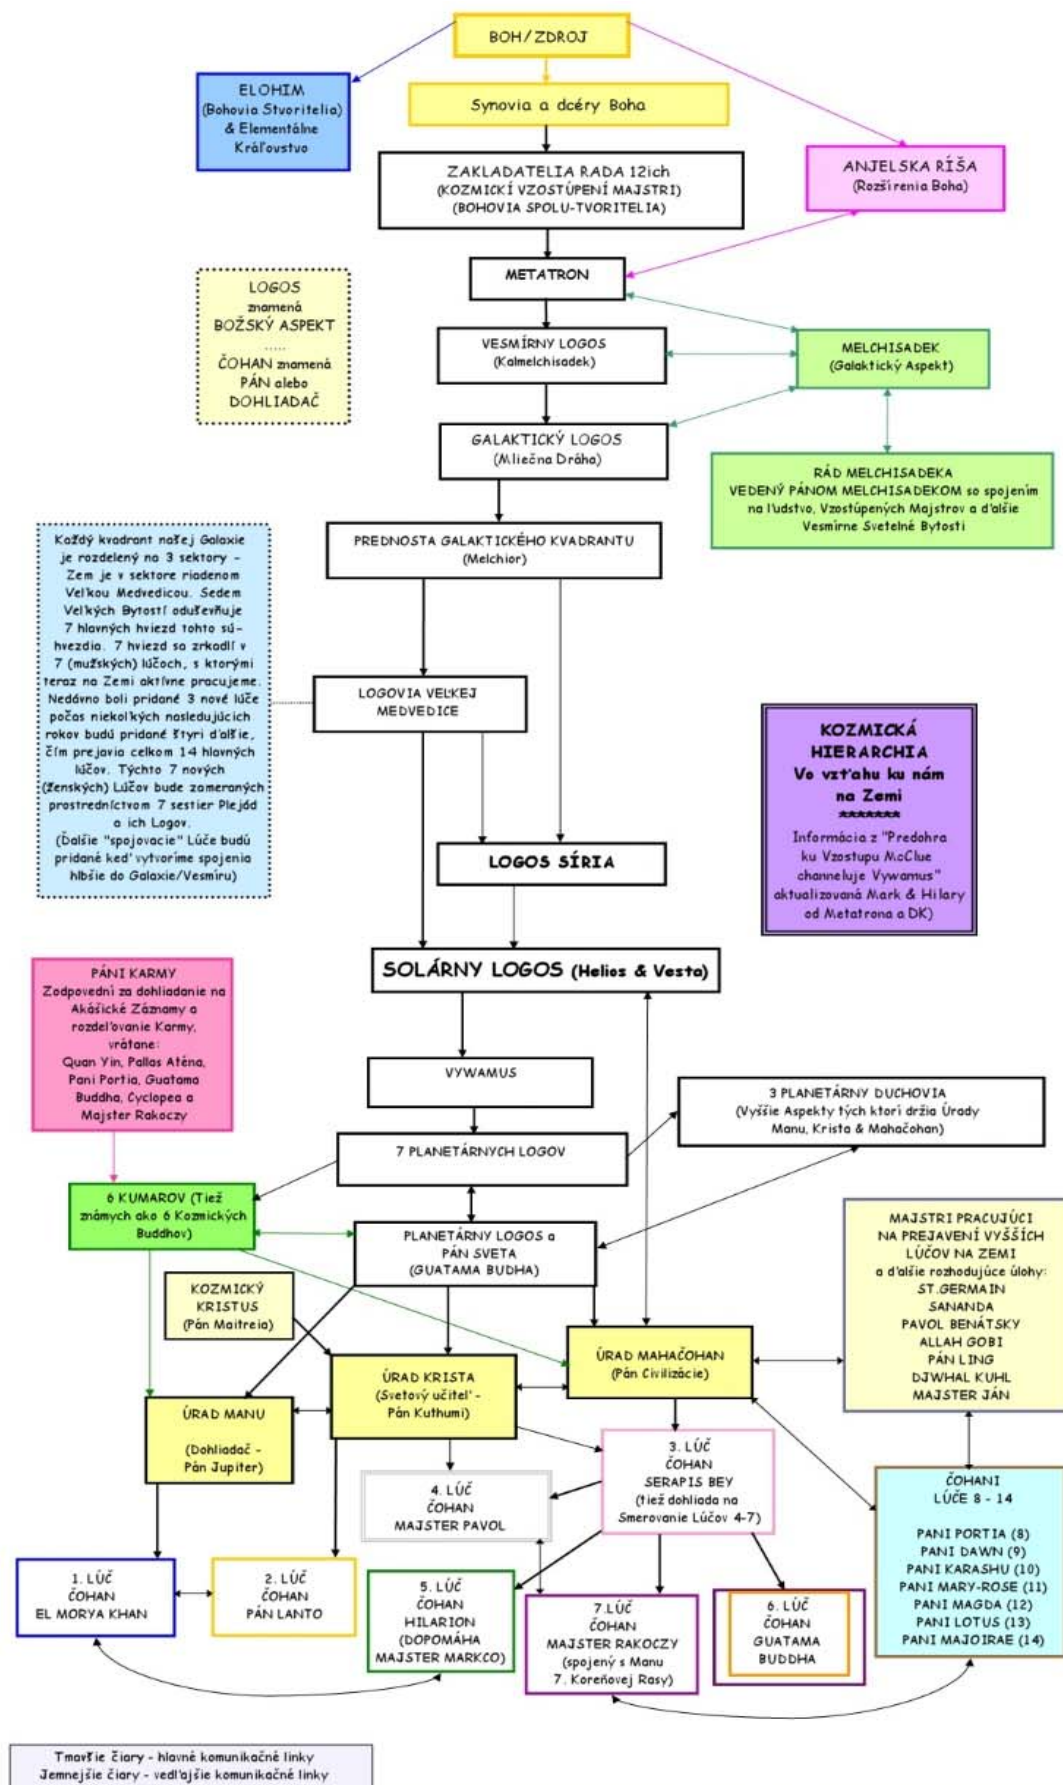 BOH/ZDROJ
ELOHIM
(Bohovia Stvoritelia)
& Elementálne
Kráľovstvo
Synovia a dcéry Boha
ZAKLADATELIA RADA 12ich
(KOZMICKÍ VZOSTÚPENÍ MAJSTRI)
(BOHOVIA SPOLU-TVORITELIA)
ANJELSKA RÍŠA
(Rozšírenia Boha)
METATRON
LOGOS
znamená
BOŽSKÝ ASPEKT
.....
ČOHAN znamená
PÁN alebo
DOHLIADAČ
VESMÍRNY LOGOS
(Kalmelchisadek)
MELCHISADEK
(Galaktický Aspekt)
GALAKTICKÝ LOGOS
(Mliečna Dráha)
RÁD MELCHISADEKA
VEDENÝ PÁNOM MELCHISADEKOM so spojením
na ľudstvo, Vzostúpených Majstrov a ďalšie
Vesmírne Svetelné Bytosti
PREDNOSTA GALAKTICKÉHO KVADRANTU
(Melchior)
Každý kvadrant našej Galaxie
je rozdelený na 3 sektory -
Zem je v sektore riadenom
Veľkou Medvedicou. Sedem
Veľkých Bytostí oduševňuje
7 hlavných hviezd tohto sú-
hvezdia. 7 hviezd sa zrkadlí v
7 (mužských) lúčoch, s ktorými
teraz na Zemi aktívne pracujeme.
Nedávno boli pridané 3 nové lúče
počas niekoľkých nasledujúcich
rokov budú pridané štyri ďalšie,
čím prejavia celkom 14 hlavných
lúčov. Týchto 7 nových
(ženských) Lúčov bude zameraných
prostredníctvom 7 sestier Plejád
a ich Logov.
(Ďalšie "spojovacie" Lúče budú
pridané keď vytvoríme spojenia
hlbšie do Galaxie/Vesmíru)
LOGOVIA VEĽKEJ
MEDVEDICE
KOZMICKÁ
HIERARCHIA
Vo vzťahu ku nám
na Zemi
*******
Informácia z "Predohra
ku Vzostupu McClue
channeluje Vywamus"
aktualizovaná Mark & Hilary
od Metatrona a DK)
LOGOS SÍRIA
SOLÁRNY LOGOS (Helios & Vesta)
PÁNI KARMY
Zodpovední za dohliadanie na
Akášické Záznamy a
rozdeľovanie Karmy,
vrátane:
Quan Yin, Pallas Aténa,
Pani Portia, Guatama
Buddha, Cyclopea a
Majster Rakoczy
VYWAMUS
3 PLANETÁRNY DUCHOVIA
(Vyššie Aspekty tých ktorí držia Úrady
Manu, Krista & Mahačohan)
7 PLANETÁRNYCH LOGOV
6 KUMAROV (Tiež
známych ako 6 Kozmických
Buddhov)
PLANETÁRNY LOGOS a
PÁN SVETA
(GUATAMA BUDHA)
MAJSTRI PRACUJÚCI
NA PREJAVENÍ VYŠŠÍCH
LÚČOV NA ZEMI
a ďalšie rozhodujúce úlohy:
ST.GERMAIN
SANANDA
PAVOL BENÁTSKY
ALLAH GOBI
PÁN LING
DJWHAL KUHL
MAJSTER JÁN
KOZMICKÝ
KRISTUS
(Pán Maitreia)
ÚRAD MAHAČOHAN
(Pán Civilizácie)
ÚRAD KRISTA
(Svetový učiteľ -
Pán Kuthumi)
ÚRAD MANU
(Dohliadač -
Pán Jupiter)
3. LÚČ
ČOHAN
SERAPIS BEY
(tiež dohliada na
Smerovanie Lúčov 4-7)
4. LÚČ
ČOHAN
MAJSTER PAVOL
ČOHANI
LÚČE 8 - 14
PANI PORTIA (8)
PANI DAWN (9)
PANI KARASHU (10)
PANI MARY-ROSE (11)
PANI MAGDA (12)
PANI LOTUS (13)
PANI MAJOIRAE (14)
1. LÚČ
ČOHAN
EL MORYA KHAN
2. LÚČ
ČOHAN
PÁN LANTO
5. LÚČ
ČOHAN
HILARION
(DOPOMÁHA
MAJSTER MARKCO)
7.LÚČ
ČOHAN
MAJSTER RAKOCZY
(spojený s Manu
7. Koreňovej Rasy)
6. LÚČ
ČOHAN
GUATAMA
BUDDHA
Tmavšie čiary - hlavné komunikačné linky
Jemnejšie čiary - vedľajšie komunikačné linky